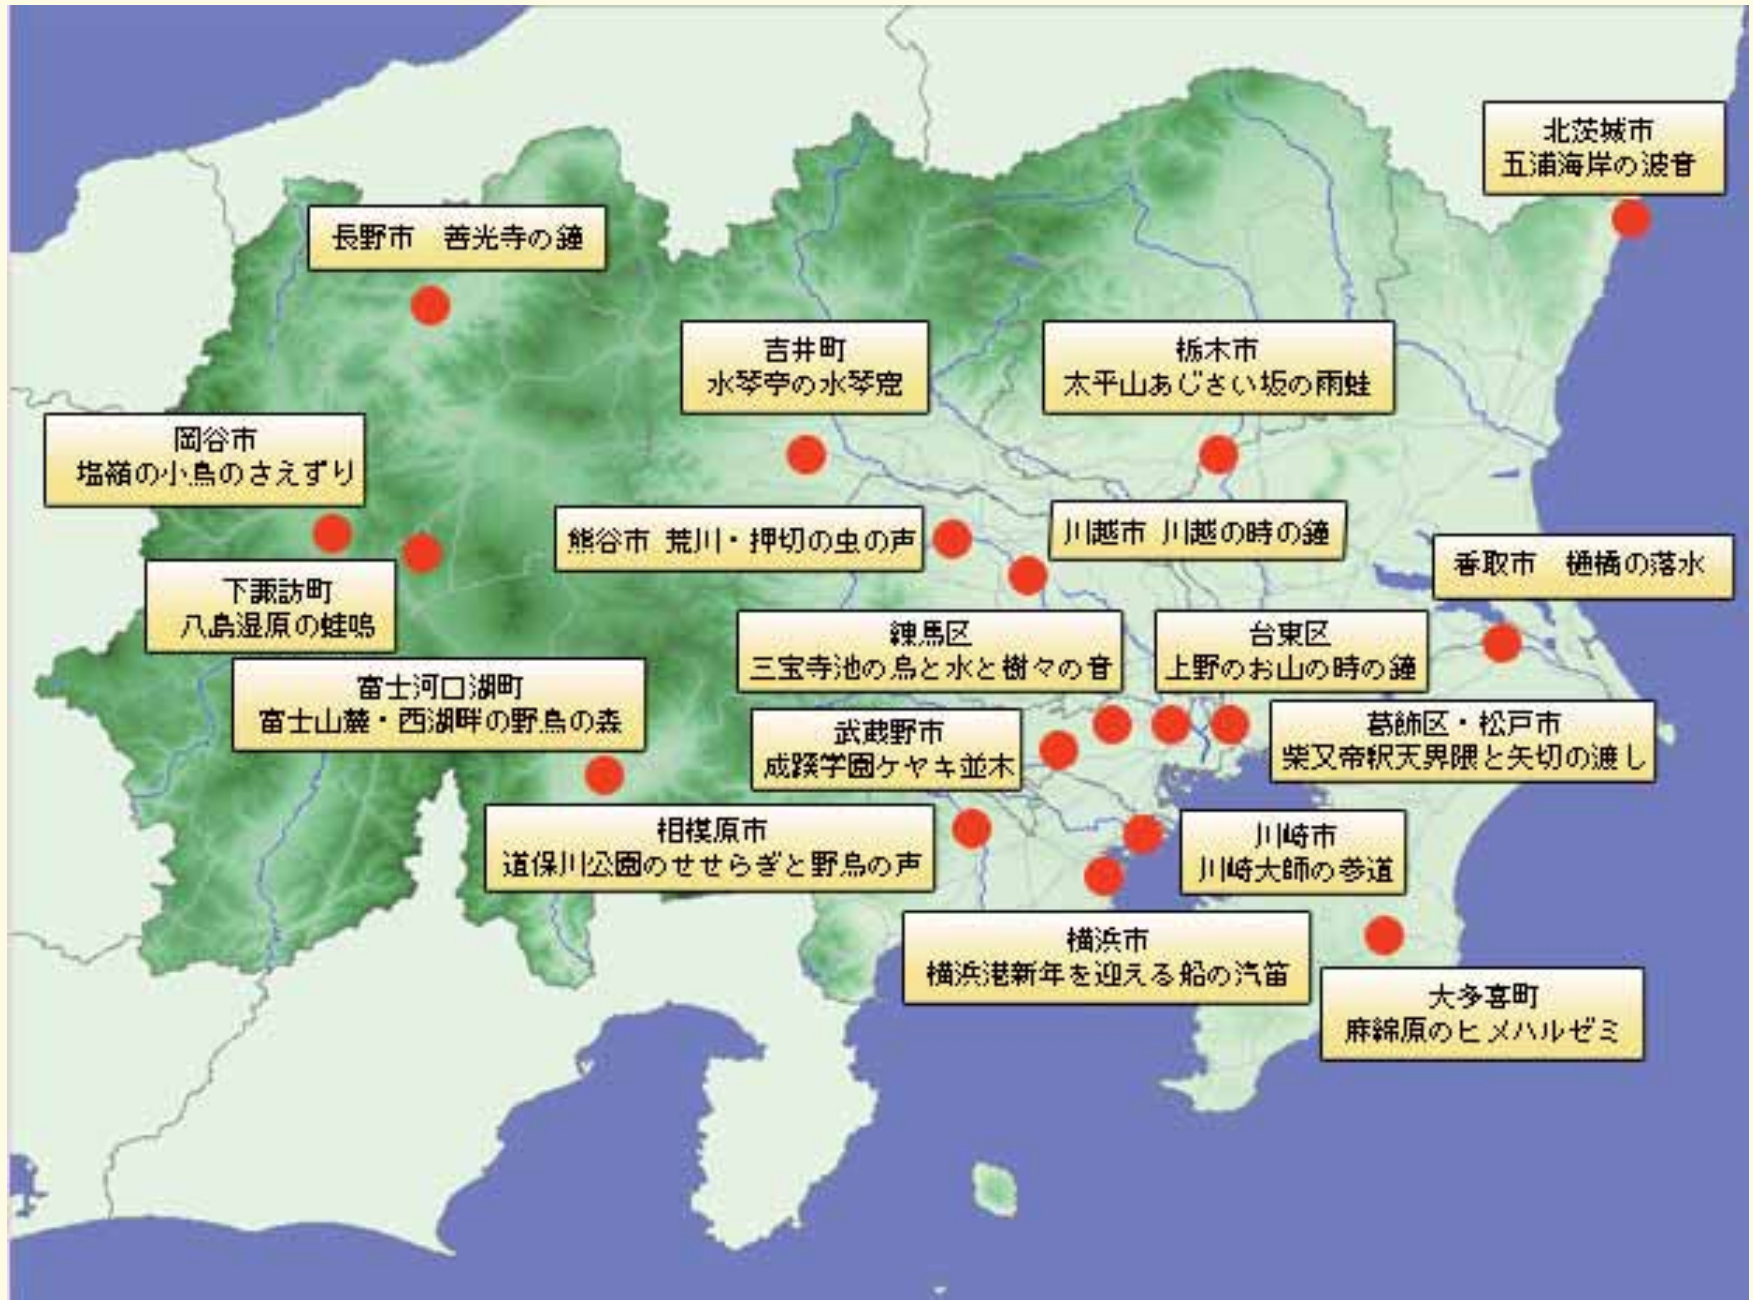 北茨城市
五浦海岸の波音
長野市　善光寺の鐘
吉井町
水琴亭の水琴窟
栃木市
太平山あじさい坂の雨蛙
岡谷市
塩嶺の小鳥のさえずり
熊谷市 荒川・押切の虫の声
川越市 川越の時の鐘
香取市　樋橋の落水
下諏訪町
八島湿原の蛙鳴
練馬区
三宝寺池の鳥と水と樹々の音
台東区
上野のお山の時の鐘
富士河口湖町
富士山麓・西湖畔の野鳥の森
武蔵野市
成蹊学園ケヤキ並木
葛飾区・松戸市
柴又帝釈天界隈と矢切の渡し
相模原市
道保川公園のせせらぎと野鳥の声
川崎市
川崎大師の参道
横浜市
横浜港新年を迎える船の汽笛
大多喜町
麻綿原のヒメハルゼミ